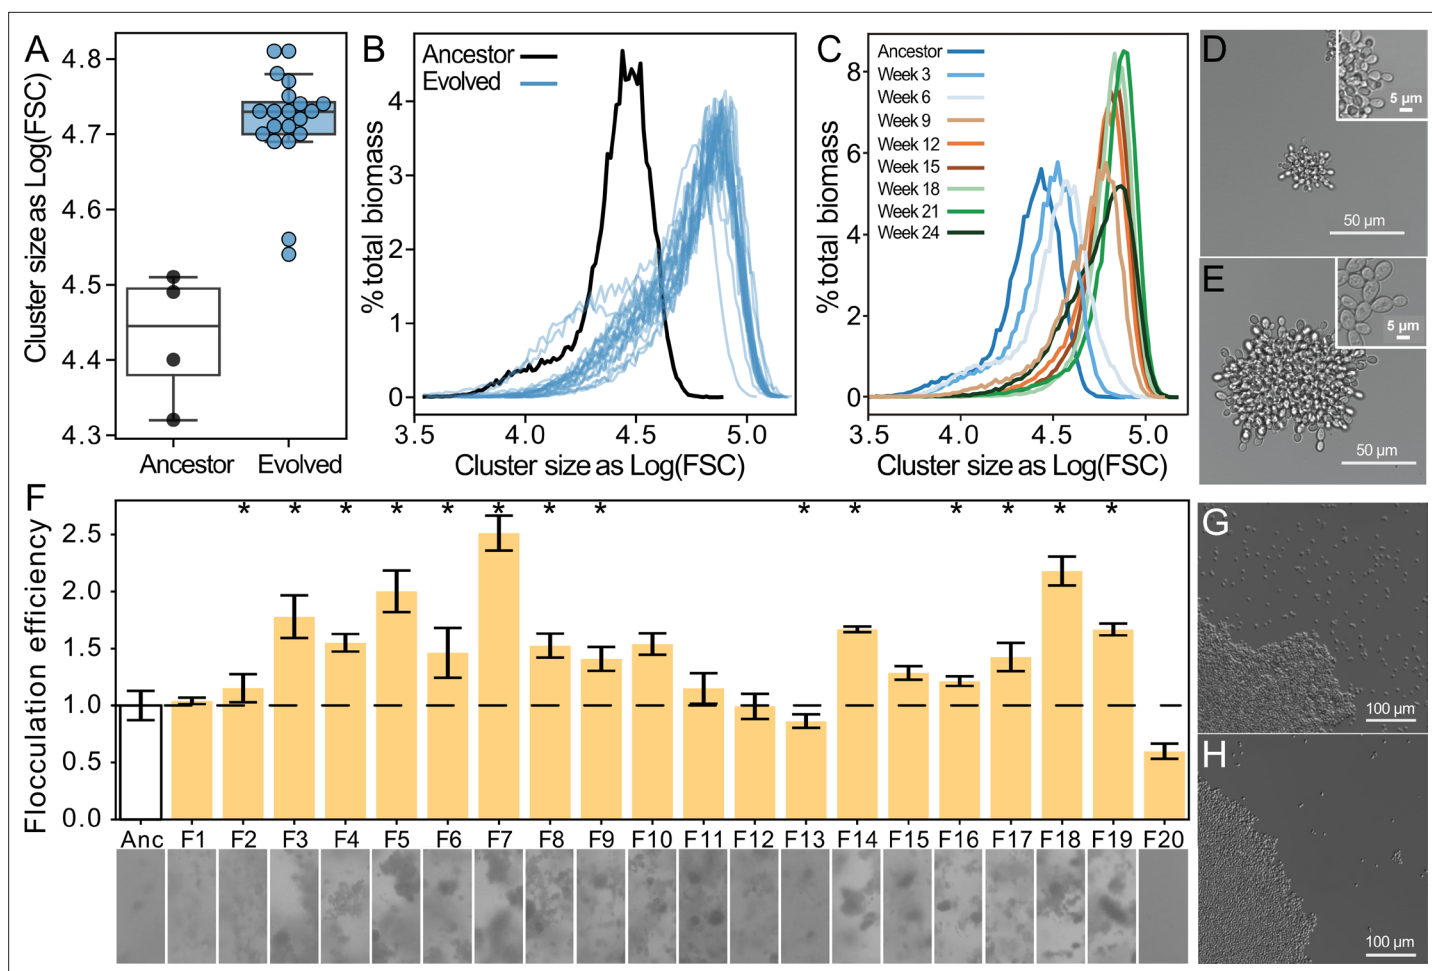 A
Cluster size as Log(FSC)
4.8
4.7
4.6
4.5
4.4
4.3
Ancestor Evolved
B
Ancestor
Evolved
% total biomass
4
3
2
1
0
3.5 4.0 4.5 5.0
Cluster size as Log(FSC)
C
Ancestor
Week 3
Week 6
Week 9
Week 12
Week 15
Week 18
Week 21
Week 24
% total biomass
8
6
4
2
0
3.5 4.0 4.5 5.0
Cluster size as Log(FSC)
D
5 µm
50 µm
E
5 µm
50 µm
F
Flocculation efficiency
2.5
2.0
1.5
1.0
0.5
0.0
* * * * * * * * * * * * * *
Anc F1 F2 F3 F4 F5 F6 F7 F8 F9 F10 F11 F12 F13 F14 F15 F16 F17 F18 F19 F20
G
100 µm
H
100 µm